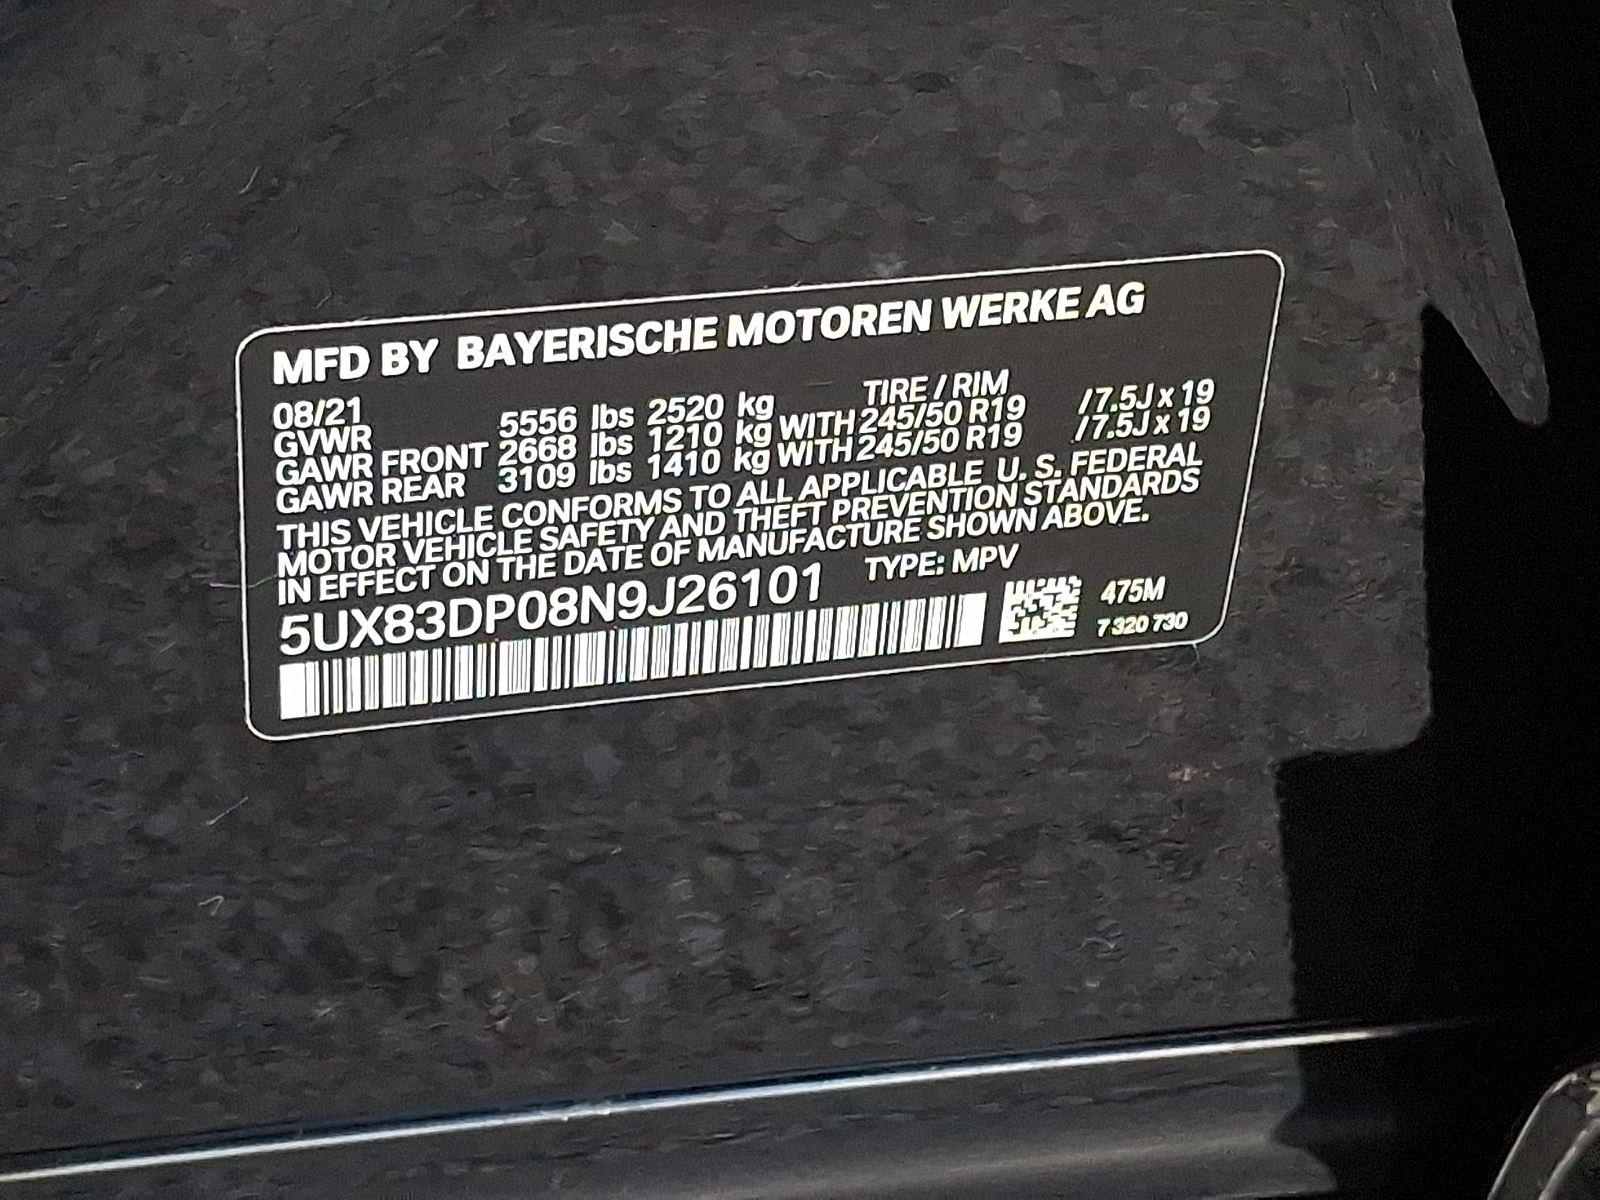 MFD BY BAYERISCHE MOTOREN WERKE AG
08/21 TIRE / RIM
GVWR 5556 lbs 2520 kg
GAWR FRONT 2668 lbs 1210 kg WITH 245/50 R19 /7.5J x 19
GAWR REAR 3109 lbs 1410 kg WITH 245/50 R19 /7.5J x 19
THIS VEHICLE CONFORMS TO ALL APPLICABLE U. S. FEDERAL
MOTOR VEHICLE SAFETY AND THEFT PREVENTION STANDARDS
IN EFFECT ON THE DATE OF MANUFACTURE SHOWN ABOVE.
5UX83DP08N9J26101 TYPE: MPV
475M
7 320 730